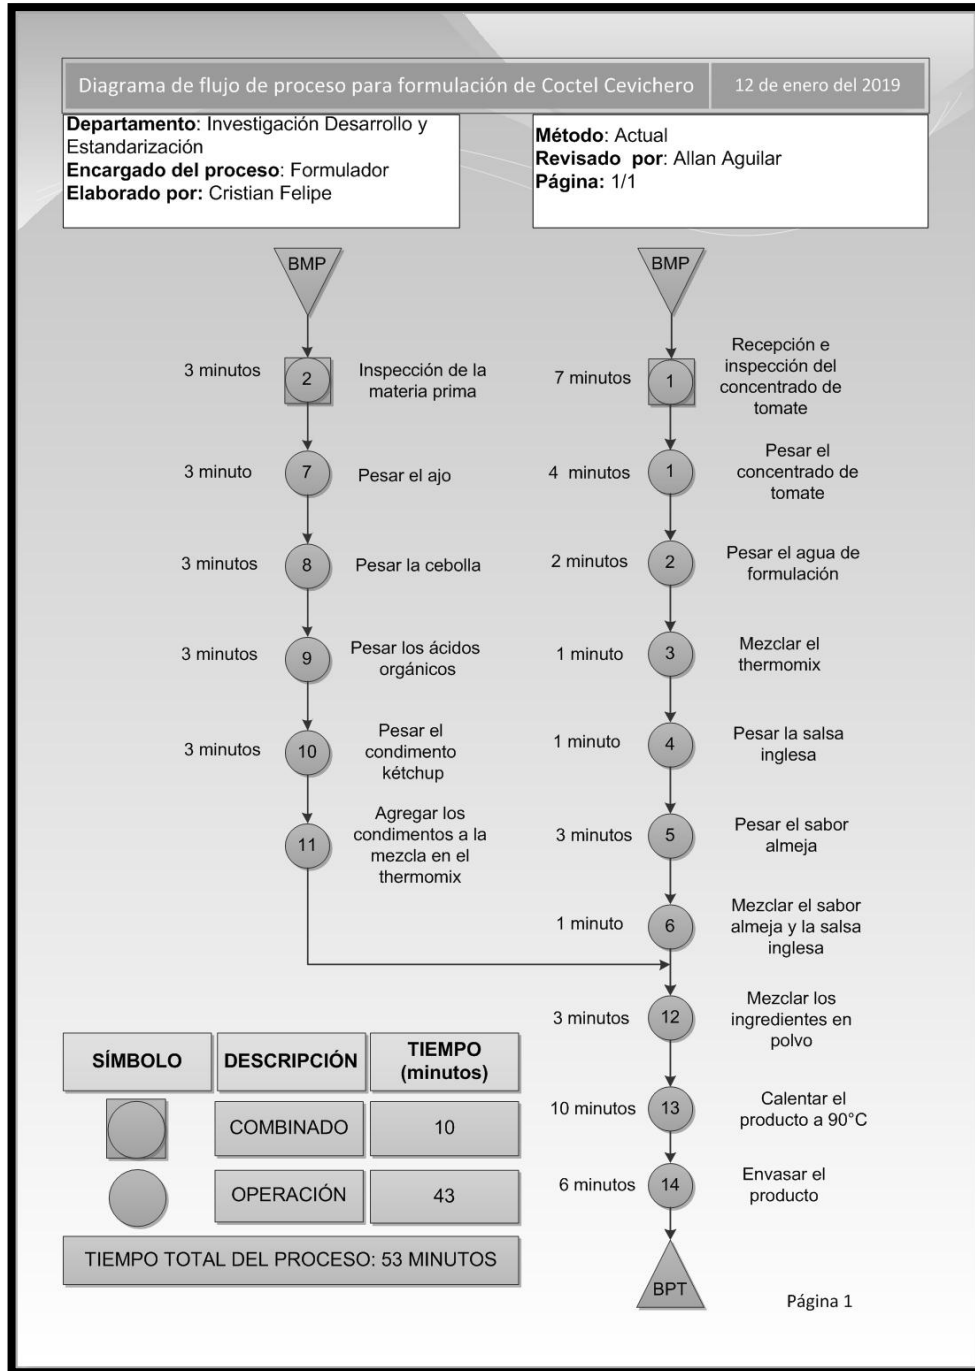 Diagrama de flujo de proceso para formulación de Coctel Cevichero
12 de enero del 2019
Departamento: Investigación Desarrollo y
Estandarización
Encargado del proceso: Formulador
Elaborado por: Cristian Felipe
Método: Actual
Revisado por: Allan Aguilar
Página: 1/1
BMP
3 minutos
2
Inspección de la
materia prima
3 minuto
7
Pesar el ajo
3 minutos
8
Pesar la cebolla
3 minutos
9
Pesar los ácidos
orgánicos
3 minutos
10
Pesar el
condimento
kétchup
11
Agregar los
condimentos a la
mezcla en el
thermomix
BMP
7 minutos
1
Recepción e
inspección del
concentrado de
tomate
4 minutos
1
Pesar el
concentrado de
tomate
2 minutos
2
Pesar el agua de
formulación
1 minuto
3
Mezclar el
thermomix
1 minuto
4
Pesar la salsa
inglesa
3 minutos
5
Pesar el sabor
almeja
1 minuto
6
Mezclar el sabor
almeja y la salsa
inglesa
3 minutos
12
Mezclar los
ingredientes en
polvo
10 minutos
13
Calentar el
producto a 90°C
6 minutos
14
Envasar el
producto
BPT
SÍMBOLO
DESCRIPCIÓN
TIEMPO
(minutos)
COMBINADO
10
OPERACIÓN
43
TIEMPO TOTAL DEL PROCESO: 53 MINUTOS
Página 1